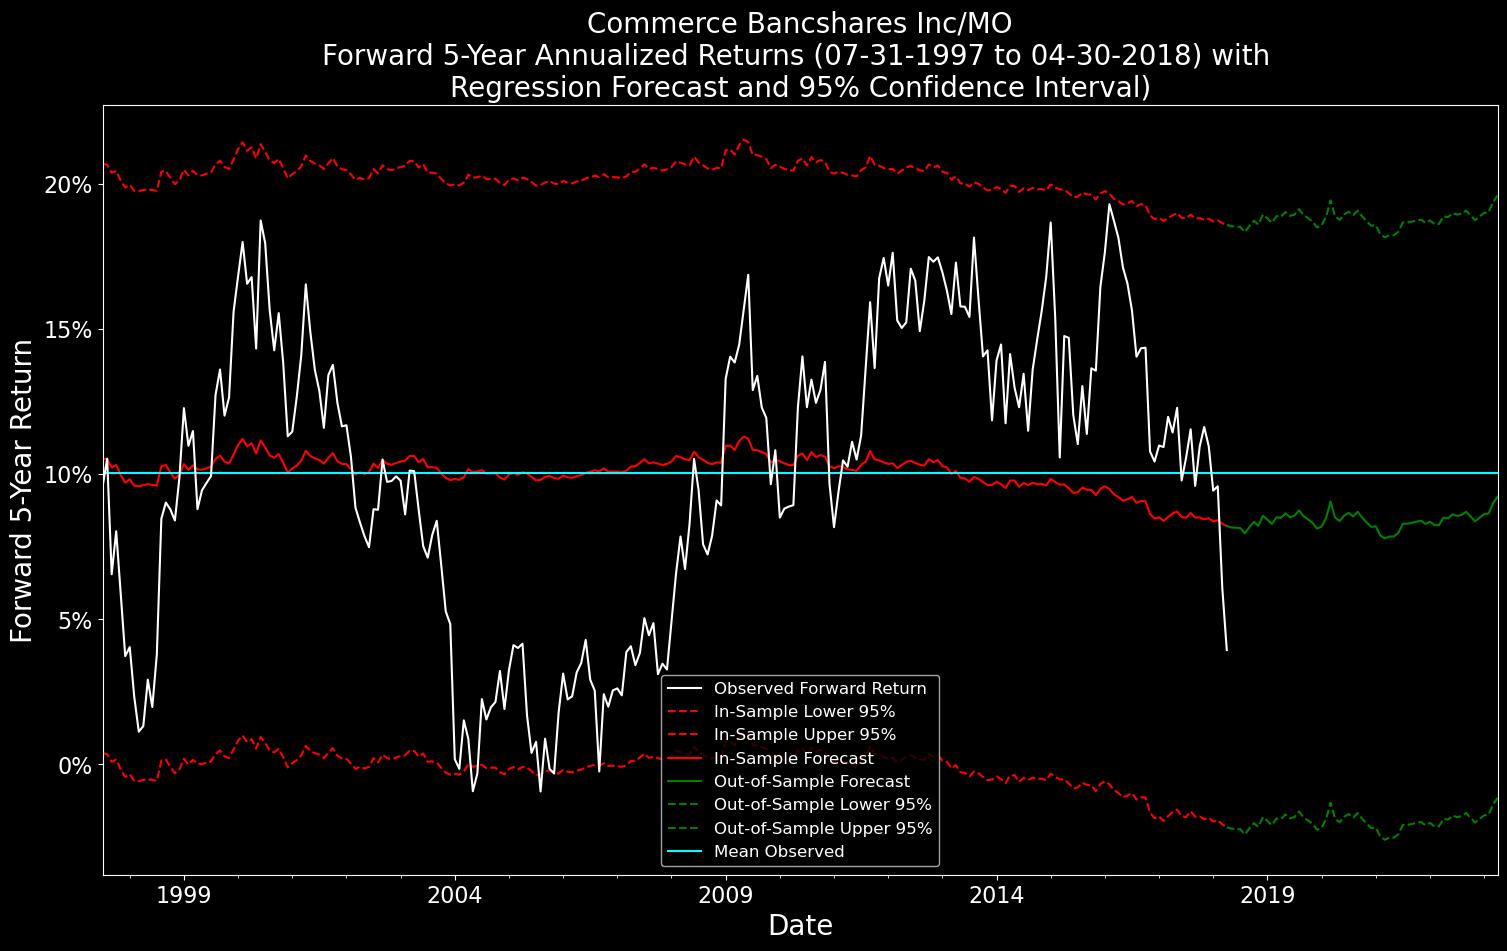 Commerce Bancshares Inc/MO
Forward 5-Year Annualized Returns (07-31-1997 to 04-30-2018) with
Regression Forecast and 95% Confidence Interval)
Forward 5-Year Return
20%
15%
10%
5%
0%
Observed Forward Return
In-Sample Lower 95%
In-Sample Upper 95%
In-Sample Forecast
Out-of-Sample Forecast
Out-of-Sample Lower 95%
Out-of-Sample Upper 95%
Mean Observed
1999 2004 2009 2014 2019
Date